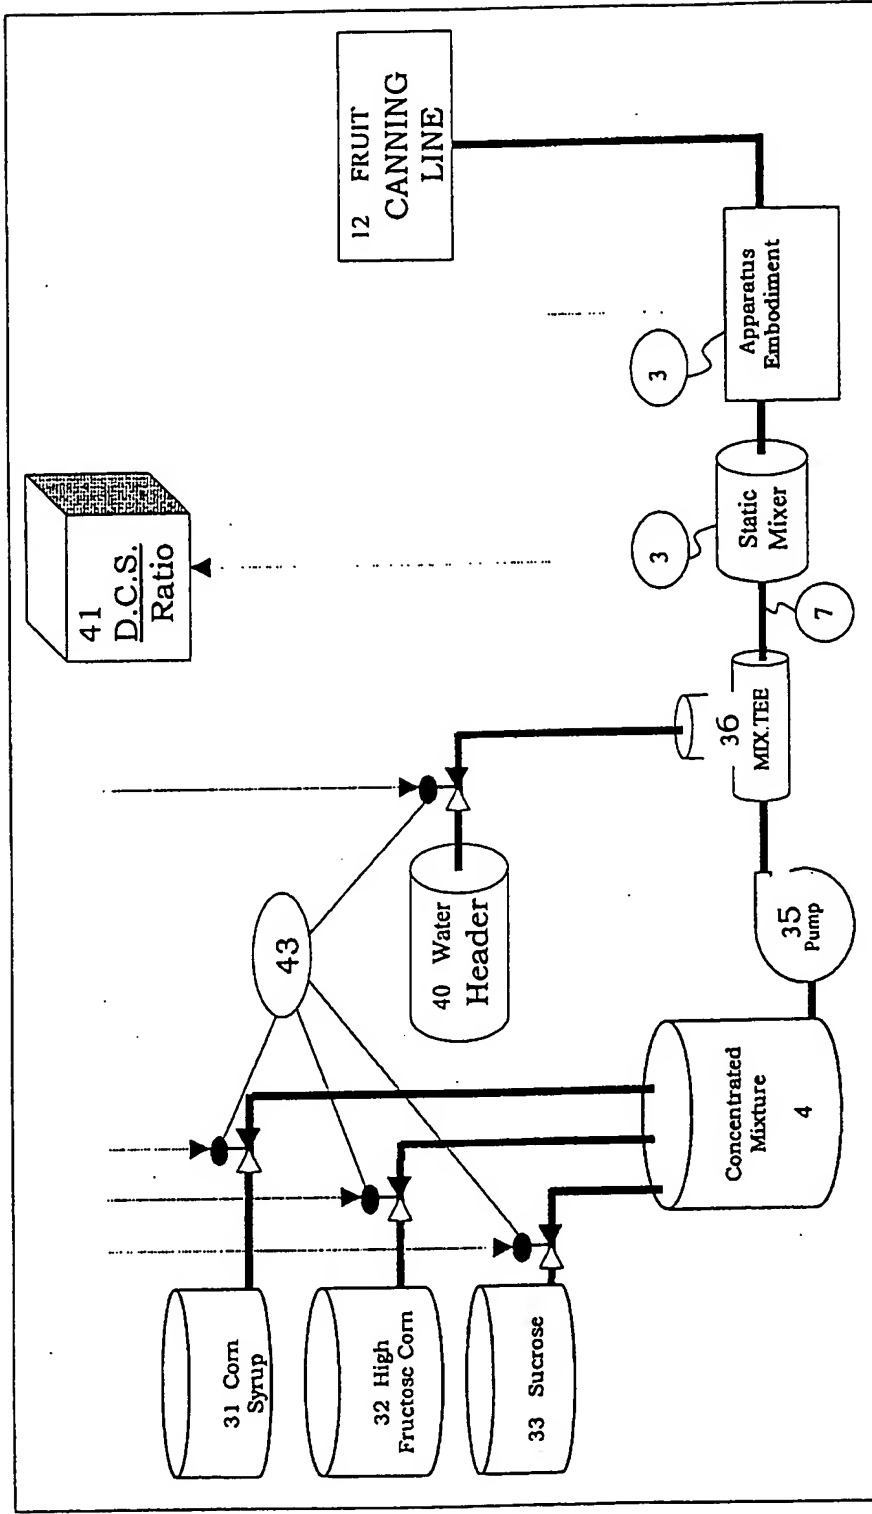 31 Corn
Syrup
32 High
Fructose Corn
33 Sucrose
43
40 Water
Header
Concentrated
Mixture
4
35
Pump
36
MIX.TEE
7
41
D.C.S.
Ratio
3
Static
Mixer
3
Apparatus
Embodiment
12 FRUIT
CANNING
LINE